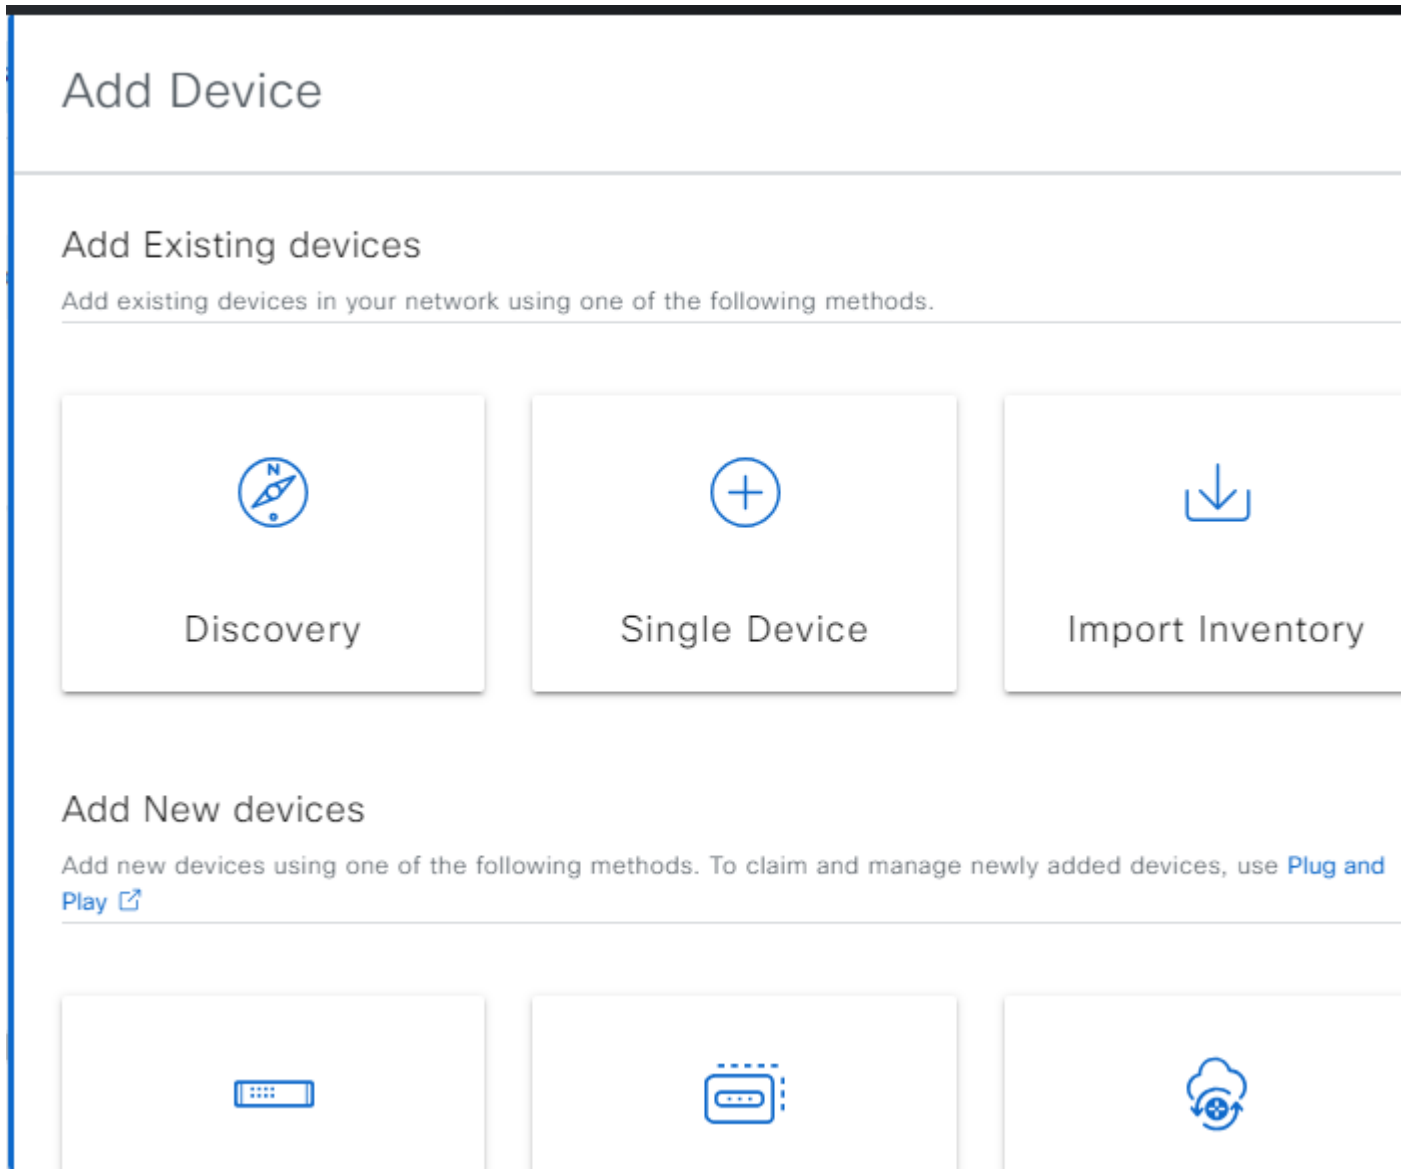 Add Device
Add Existing devices
Add existing devices in your network using one of the following methods.
N
Discovery
Single Device
Import Inventory
Add New devices
Add new devices using one of the following methods. To claim and manage newly added devices, use Plug and
Play